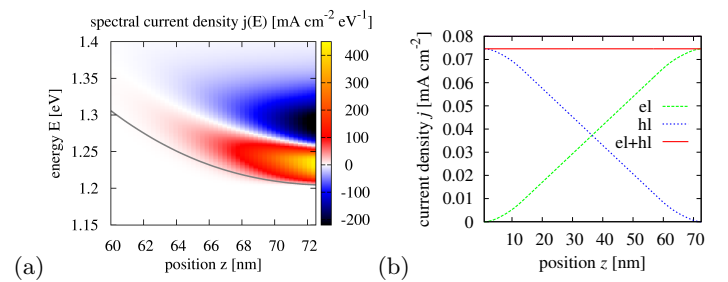 spectral current density j(E) [mA cm⁻² eV⁻¹]
energy E [eV]
1.4
1.35
1.3
1.25
1.2
1.15
60 62 64 66 68 70 72
position z [nm]
400
300
200
100
0
-100
-200
(a)
current density j [mA cm⁻²]
0.08
0.07
0.06
0.05
0.04
0.03
0.02
0.01
0
10 20 30 40 50 60 70
position z [nm]
el
hl
el+hl
(b)